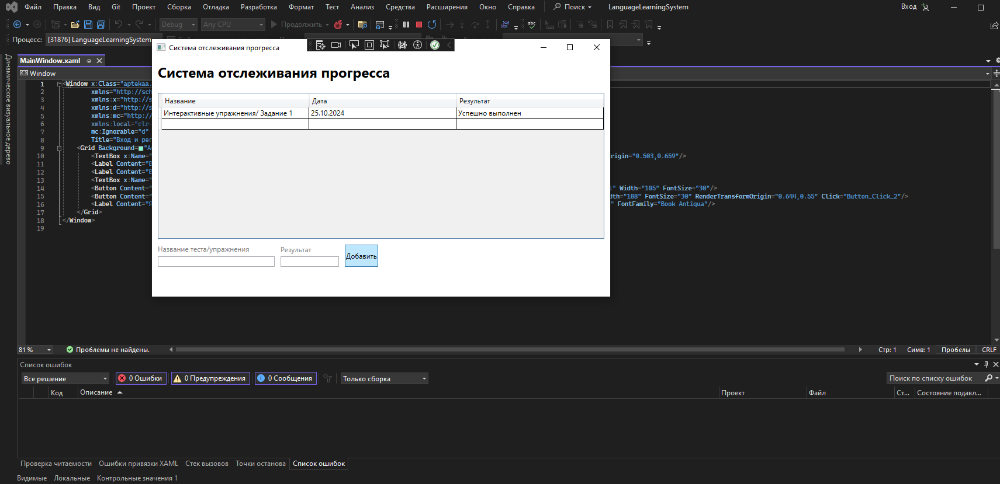 Файл Правка Вид Git Проект Сборка Отладка Разработка Формат Тест Анализ Средства Расширения Окно Справка Поиск LanguageLearningSystem Вход
Debug Any CPU Продолжить
Процесс: [31876] LanguageLearningSystem
Динамическое визуальное дерево
MainWindow.xaml
Window
Система отслеживания прогресса
Система отслеживания прогресса
Название Дата Результат
Интерактивные упражнения/ Задание 1 25.10.2024 Успешно выполнен
Название теста/упражнения Результат Добавить
1 <Window x:Class="aptekaa.
2 xmlns="http://sch
3 xmlns:x="http://s
4 xmlns:d="http://s
5 xmlns:mc="http://
6 xmlns:local="clr-
7 mc:Ignorable="d"
8 Title="Вход и рег
9 <Grid Background="
10 <TextBox x:Name=" rigin="0.503,0.659"/>
11 <Label Content="
12 <Label Content="
13 <TextBox x:Name="
14 <Button Content=" " Width="105" FontSize="30"/>
15 <Button Content=" dth="188" FontSize="30" RenderTransformOrigin="0.644,0.55" Click="Button_Click_2"/>
16 <Label Content="Я " FontFamily="Book Antiqua"/>
17 </Grid>
18 </Window>
19
81 % Проблемы не найдены. Стр: 1 Симв: 1 Пробелы CRLF
Список ошибок
Все решение 0 Ошибки 0 Предупреждения 0 Сообщения Только сборка Поиск по списку ошибок
Код Описание Проект Файл Ст... Состояние подавл...
Проверка читаемости Ошибки привязки XAML Стек вызовов Точки останова Список ошибок
Видимые Локальные Контрольные значения 1